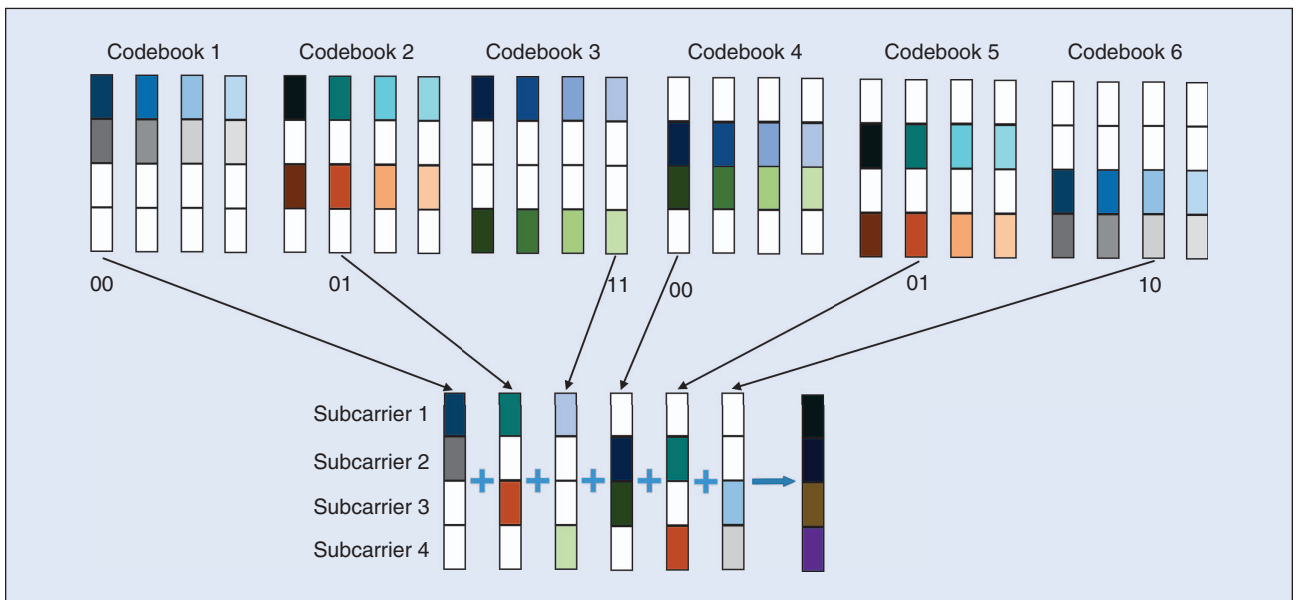 Codebook 1
Codebook 2
Codebook 3
Codebook 4
Codebook 5
Codebook 6
00
01
11
00
01
10
Subcarrier 1
Subcarrier 2
Subcarrier 3
Subcarrier 4